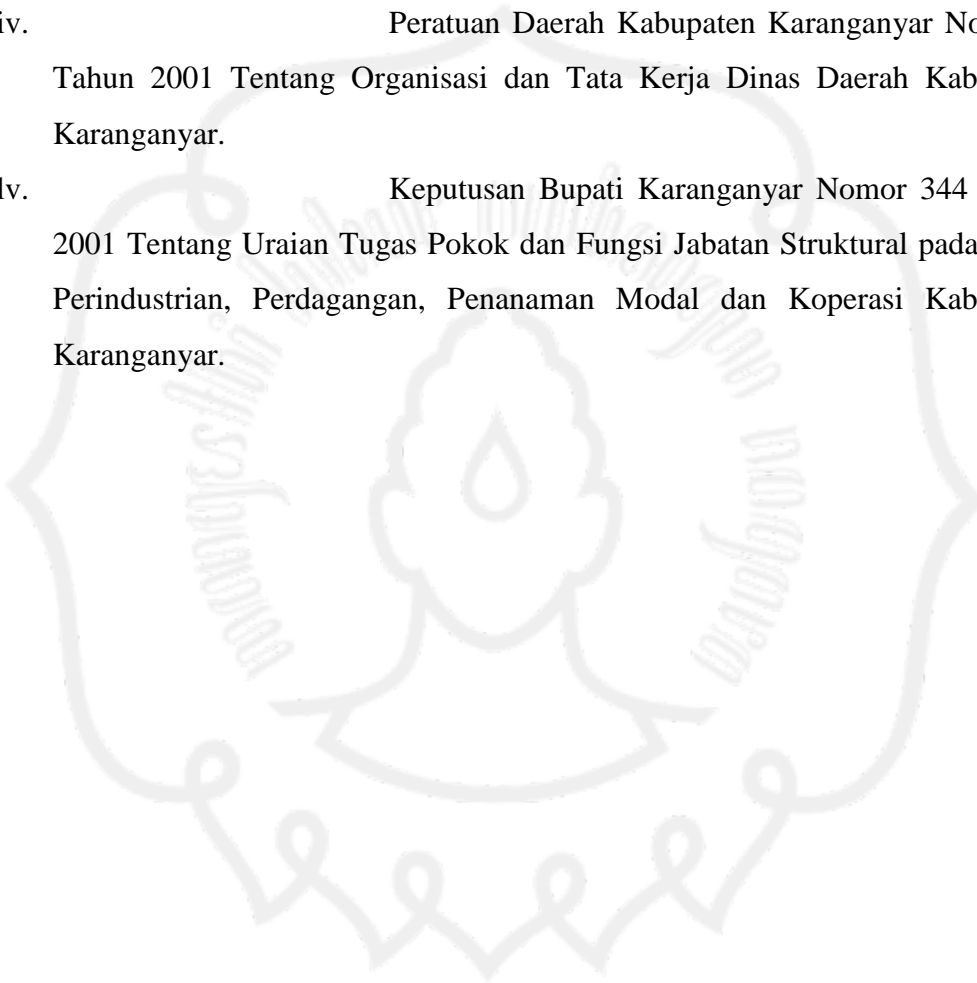 iv. Peratuan Daerah Kabupaten Karanganyar No
Tahun 2001 Tentang Organisasi dan Tata Kerja Dinas Daerah Kab
Karanganyar.
lv. Keputusan Bupati Karanganyar Nomor 344
2001 Tentang Uraian Tugas Pokok dan Fungsi Jabatan Struktural pada
Perindustrian, Perdagangan, Penanaman Modal dan Koperasi Kab
Karanganyar.